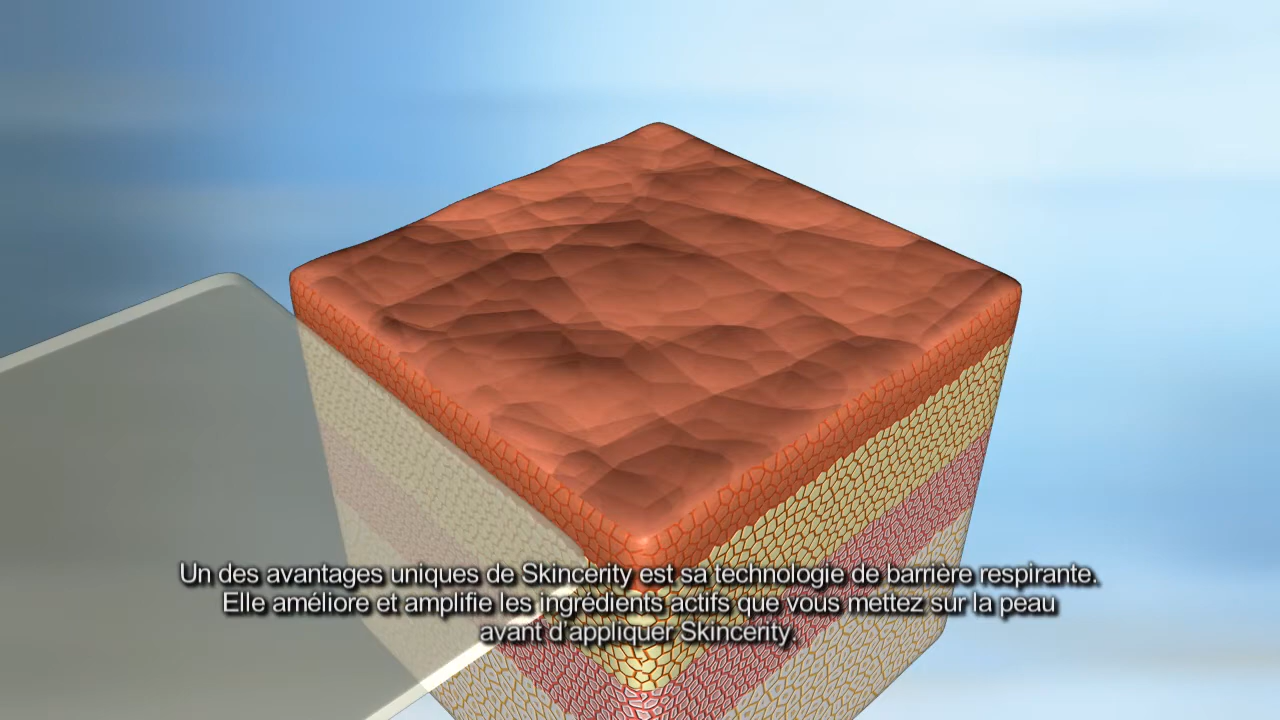 Un des avantages uniques de Skincerity est sa technologie de barrière respirante.
Elle améliore et amplifie les ingrédients actifs que vous mettez sur la peau
avant d'appliquer Skincerity.